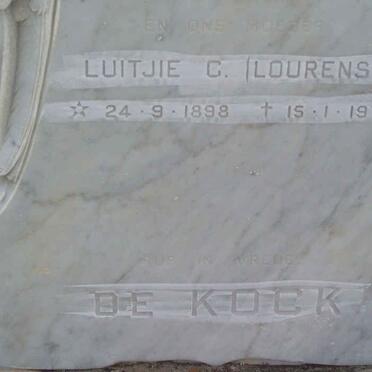 EN ONS MOEDER
LUITJIE C. (LOURENS
☆ 24·9·1898 † 15·1·19
RUS IN VREDE
DE KOCK